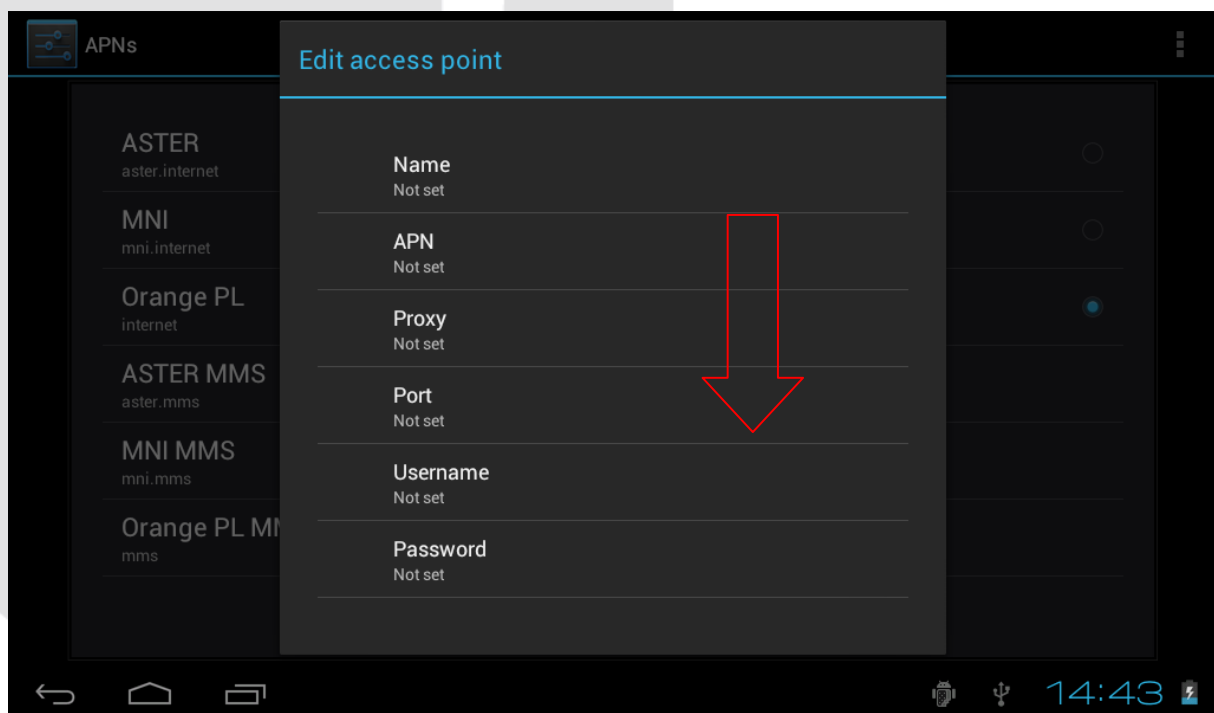 APNs
Edit access point
ASTER
aster.internet
MNI
mni.internet
Orange PL
internet
ASTER MMS
aster.mms
MNI MMS
mni.mms
Orange PL MM
mms
Name
Not set
APN
Not set
Proxy
Not set
Port
Not set
Username
Not set
Password
Not set
14:43